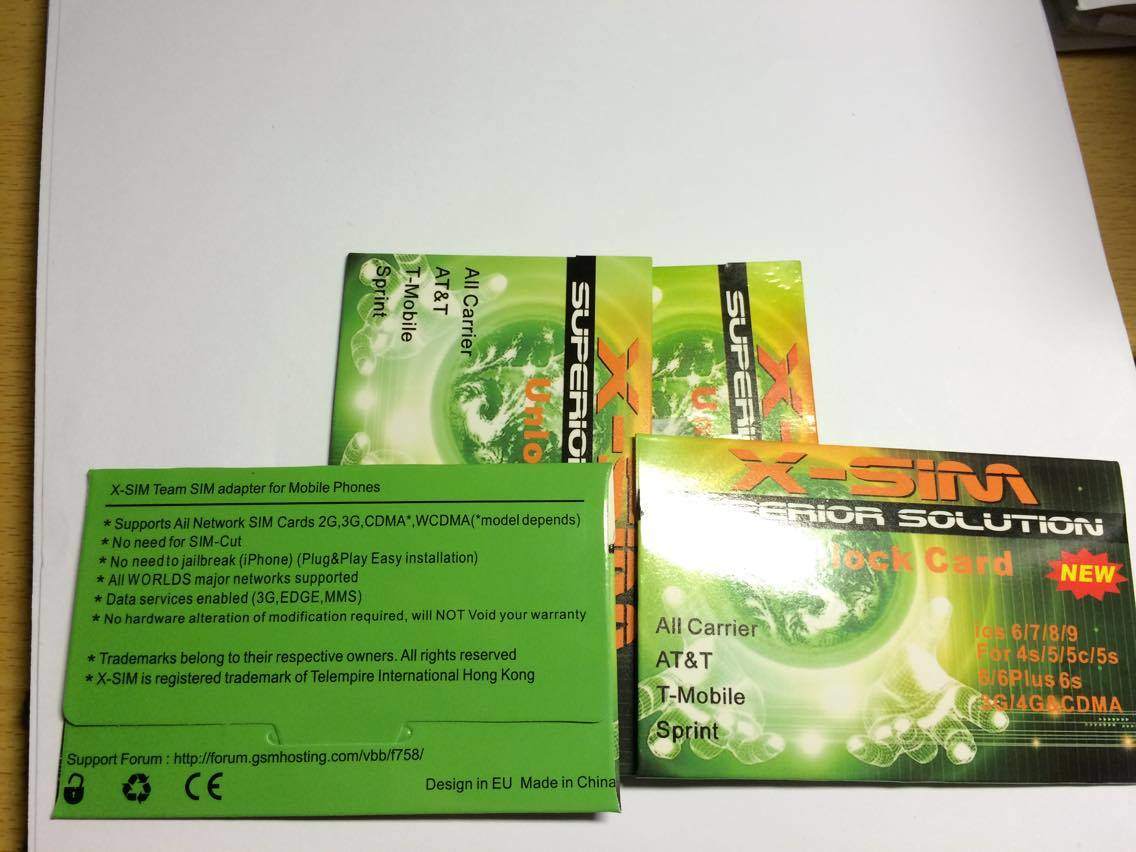 All Carrier
AT&T
T-Mobile
Sprint
SUPERIO
X-SIM
X-
X-SIM Team SIM adapter for Mobile Phones
* Supports Ail Network SIM Cards 2G,3G,CDMA*,WCDMA(*model depends)
* No need for SIM-Cut
* No need to jailbreak (iPhone) (Plug&Play Easy installation)
* All WORLDS major networks supported
* Data services enabled (3G,EDGE,MMS)
* No hardware alteration of modification required, will NOT Void your warranty
* Trademarks belong to their respective owners. All rights reserved
* X-SIM is registered trademark of Telempire International Hong Kong
Support Forum : http://forum.gsmhosting.com/vbb/f758/
CE
Design in EU Made in China
X-SIM
ERIOR SOLUTION
lock Card
NEW
All Carrier
AT&T
T-Mobile
Sprint
ios 6/7/8/9
For 4s/5/5c/5s
6/6Plus 6s
3G/4G&CDMA